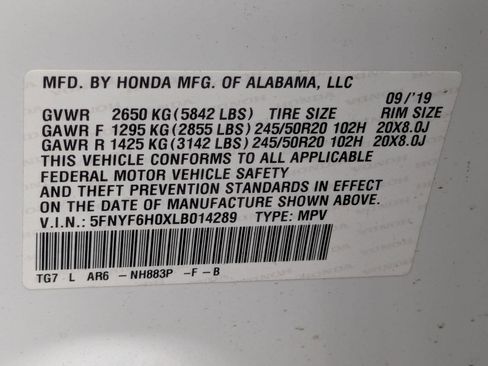 MFD. BY HONDA MFG. OF ALABAMA, LLC
09/'19
GVWR 2650 KG (5842 LBS) TIRE SIZE RIM SIZE
GAWR F 1295 KG (2855 LBS) 245/50R20 102H 20X8.0J
GAWR R 1425 KG (3142 LBS) 245/50R20 102H 20X8.0J
THIS VEHICLE CONFORMS TO ALL APPLICABLE
FEDERAL MOTOR VEHICLE SAFETY
AND THEFT PREVENTION STANDARDS IN EFFECT
ON THE DATE OF MANUFACTURE SHOWN ABOVE.
V.I.N.: 5FNYF6H0XLB014289 TYPE: MPV
TG7 L AR6 -NH883P -F -B